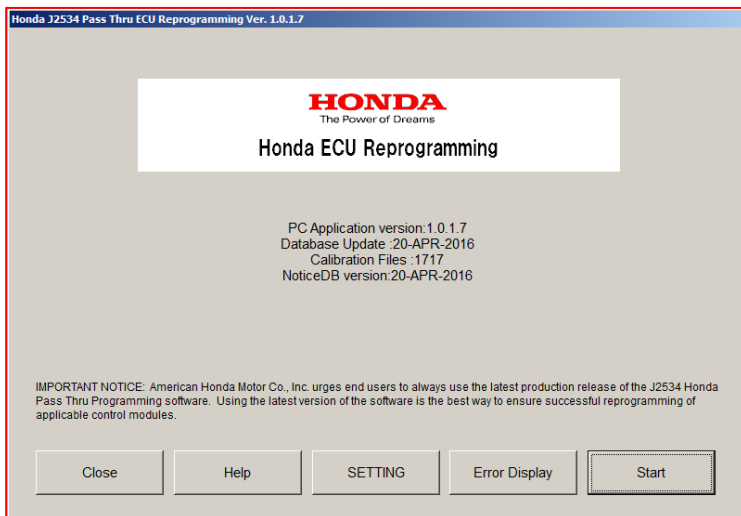 Honda J2534 Pass Thru ECU Reprogramming Ver. 1.0.1.7
HONDA
The Power of Dreams
Honda ECU Reprogramming
PC Application version:1.0.1.7
Database Update :20-APR-2016
Calibration Files :1717
NoticeDB version:20-APR-2016
IMPORTANT NOTICE: American Honda Motor Co., Inc. urges end users to always use the latest production release of the J2534 Honda
Pass Thru Programming software. Using the latest version of the software is the best way to ensure successful reprogramming of
applicable control modules.
Close Help SETTING Error Display Start